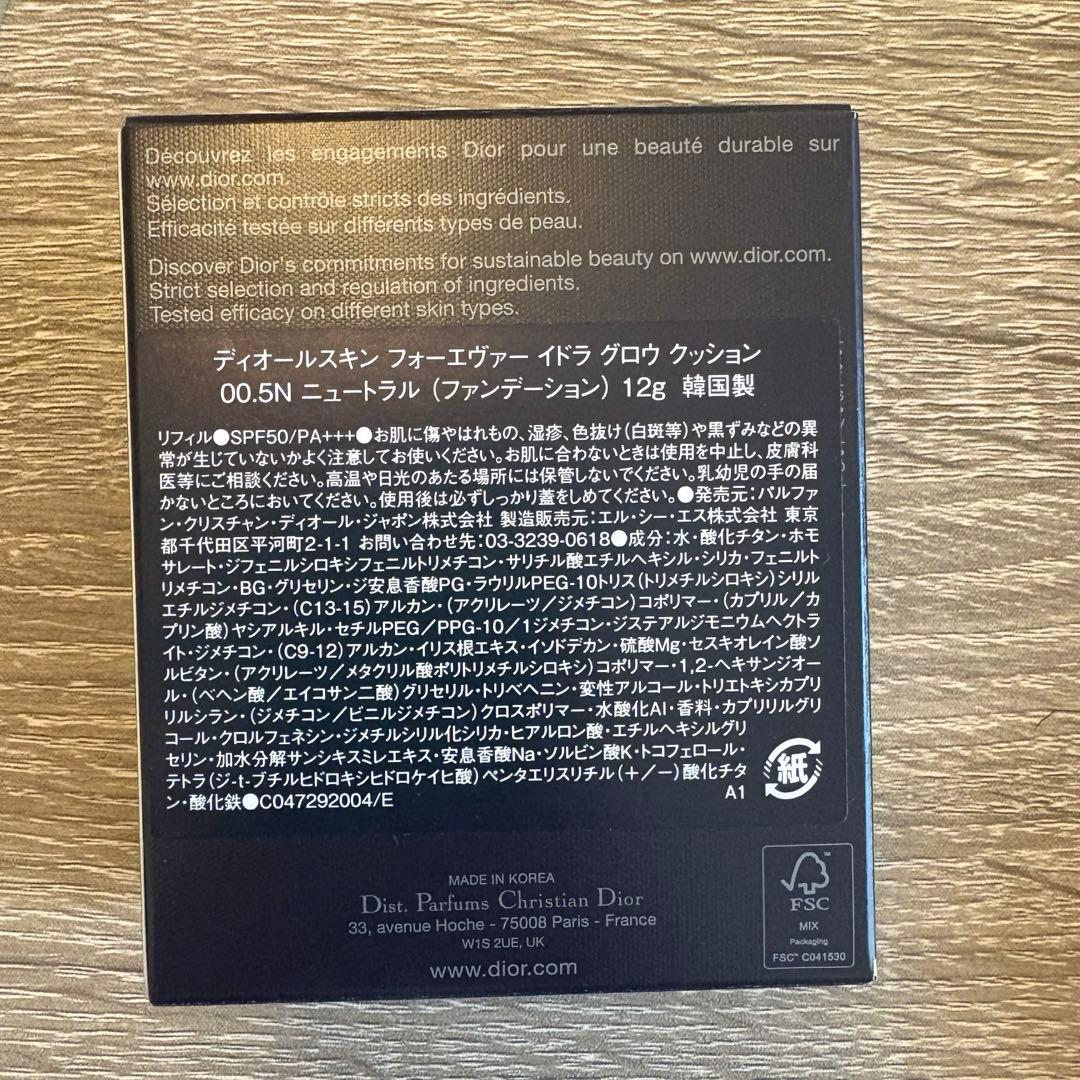 Découvrez les engagements Dior pour une beauté durable sur
www.dior.com.
Sélection et contrôle stricts des ingrédients.
Efficacité testée sur différents types de peau.
Discover Dior's commitments for sustainable beauty on www.dior.com.
Strict selection and regulation of ingredients.
Tested efficacy on different skin types.
ディオールスキン フォーエヴァー イドラ グロウ クッション
00.5N ニュートラル（ファンデーション）12g 韓国製
リフィル●SPF50/PA+++●お肌に傷やはれもの、湿疹、色抜け(白斑等)や黒ずみなどの異
常が生じていないかよく注意してお使いください。お肌に合わないときは使用を中止し、皮膚科
医等にご相談ください。高温や日光のあたる場所には保管しないでください。乳幼児の手の届
かないところにおいてください。使用後は必ずしっかり蓋をしめてください。●発売元：パルファ
ン・クリスチャン・ディオール・ジャポン株式会社 製造販売元：エル・シー・エス株式会社 東京
都千代田区平河町2-1-1 お問い合わせ先：03-3239-0618●成分：水・酸化チタン・ホモ
サレート・ジフェニルシロキシフェニルトリメチコン・サリチル酸エチルヘキシル・シリカ・フェニルト
リメチコン・BG・グリセリン・ジ安息香酸PG・ラウリルPEG-10トリス(トリメチルシロキシ)シリル
エチルジメチコン・(C13-15)アルカン・(アクリレーツ／ジメチコン)コポリマー・(カプリル／カ
プリン酸)ヤシアルキル・セチルPEG／PPG-10／1ジメチコン・ジステアルジモニウムヘクトラ
イト・ジメチコン・(C9-12)アルカン・イリス根エキス・イソドデカン・硫酸Mg・セスキオレイン酸ソ
ルビタン・(アクリレーツ／メタクリル酸ポリトリメチルシロキシ)コポリマー・1,2-ヘキサンジオー
ル・(ベヘン酸／エイコサン二酸)グリセリル・トリベヘニン・変性アルコール・トリエトキシカプリ
リルシラン・(ジメチコン／ビニルジメチコン)クロスポリマー・水酸化Al・香料・カプリリルグリ
コール・クロルフェネシン・ジメチルシリル化シリカ・ヒアルロン酸・エチルヘキシルグリ
セリン・加水分解サンシキスミレエキス・安息香酸Na・ソルビン酸K・トコフェロール・
テトラ(ジ-t-ブチルヒドロキシヒドロケイヒ酸)ペンタエリスリチル(＋／－)酸化チタ
ン・酸化鉄●C047292004/E
A1
紙
MADE IN KOREA
Dist. Parfums Christian Dior
33, avenue Hoche - 75008 Paris - France
W1S 2UE, UK
www.dior.com
FSC
MIX
Packaging
FSC™ C041530